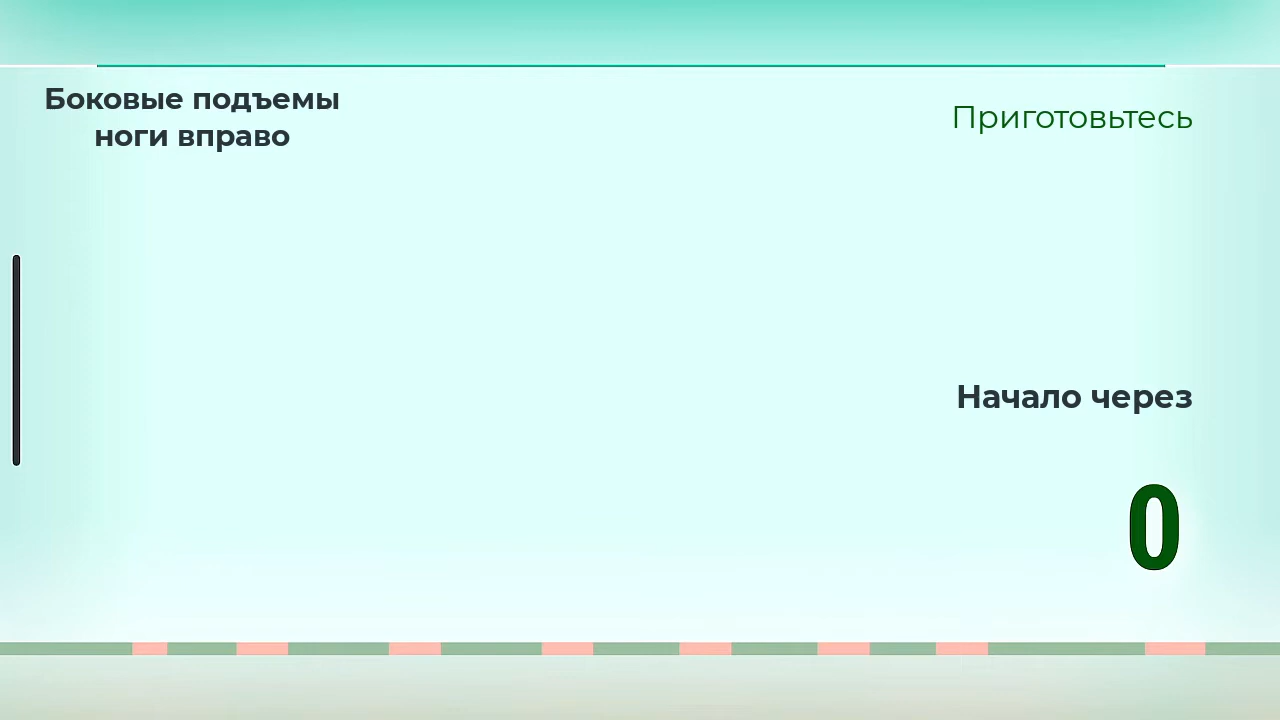 Боковые подъемы
ноги вправо
Приготовьтесь
Начало через
0